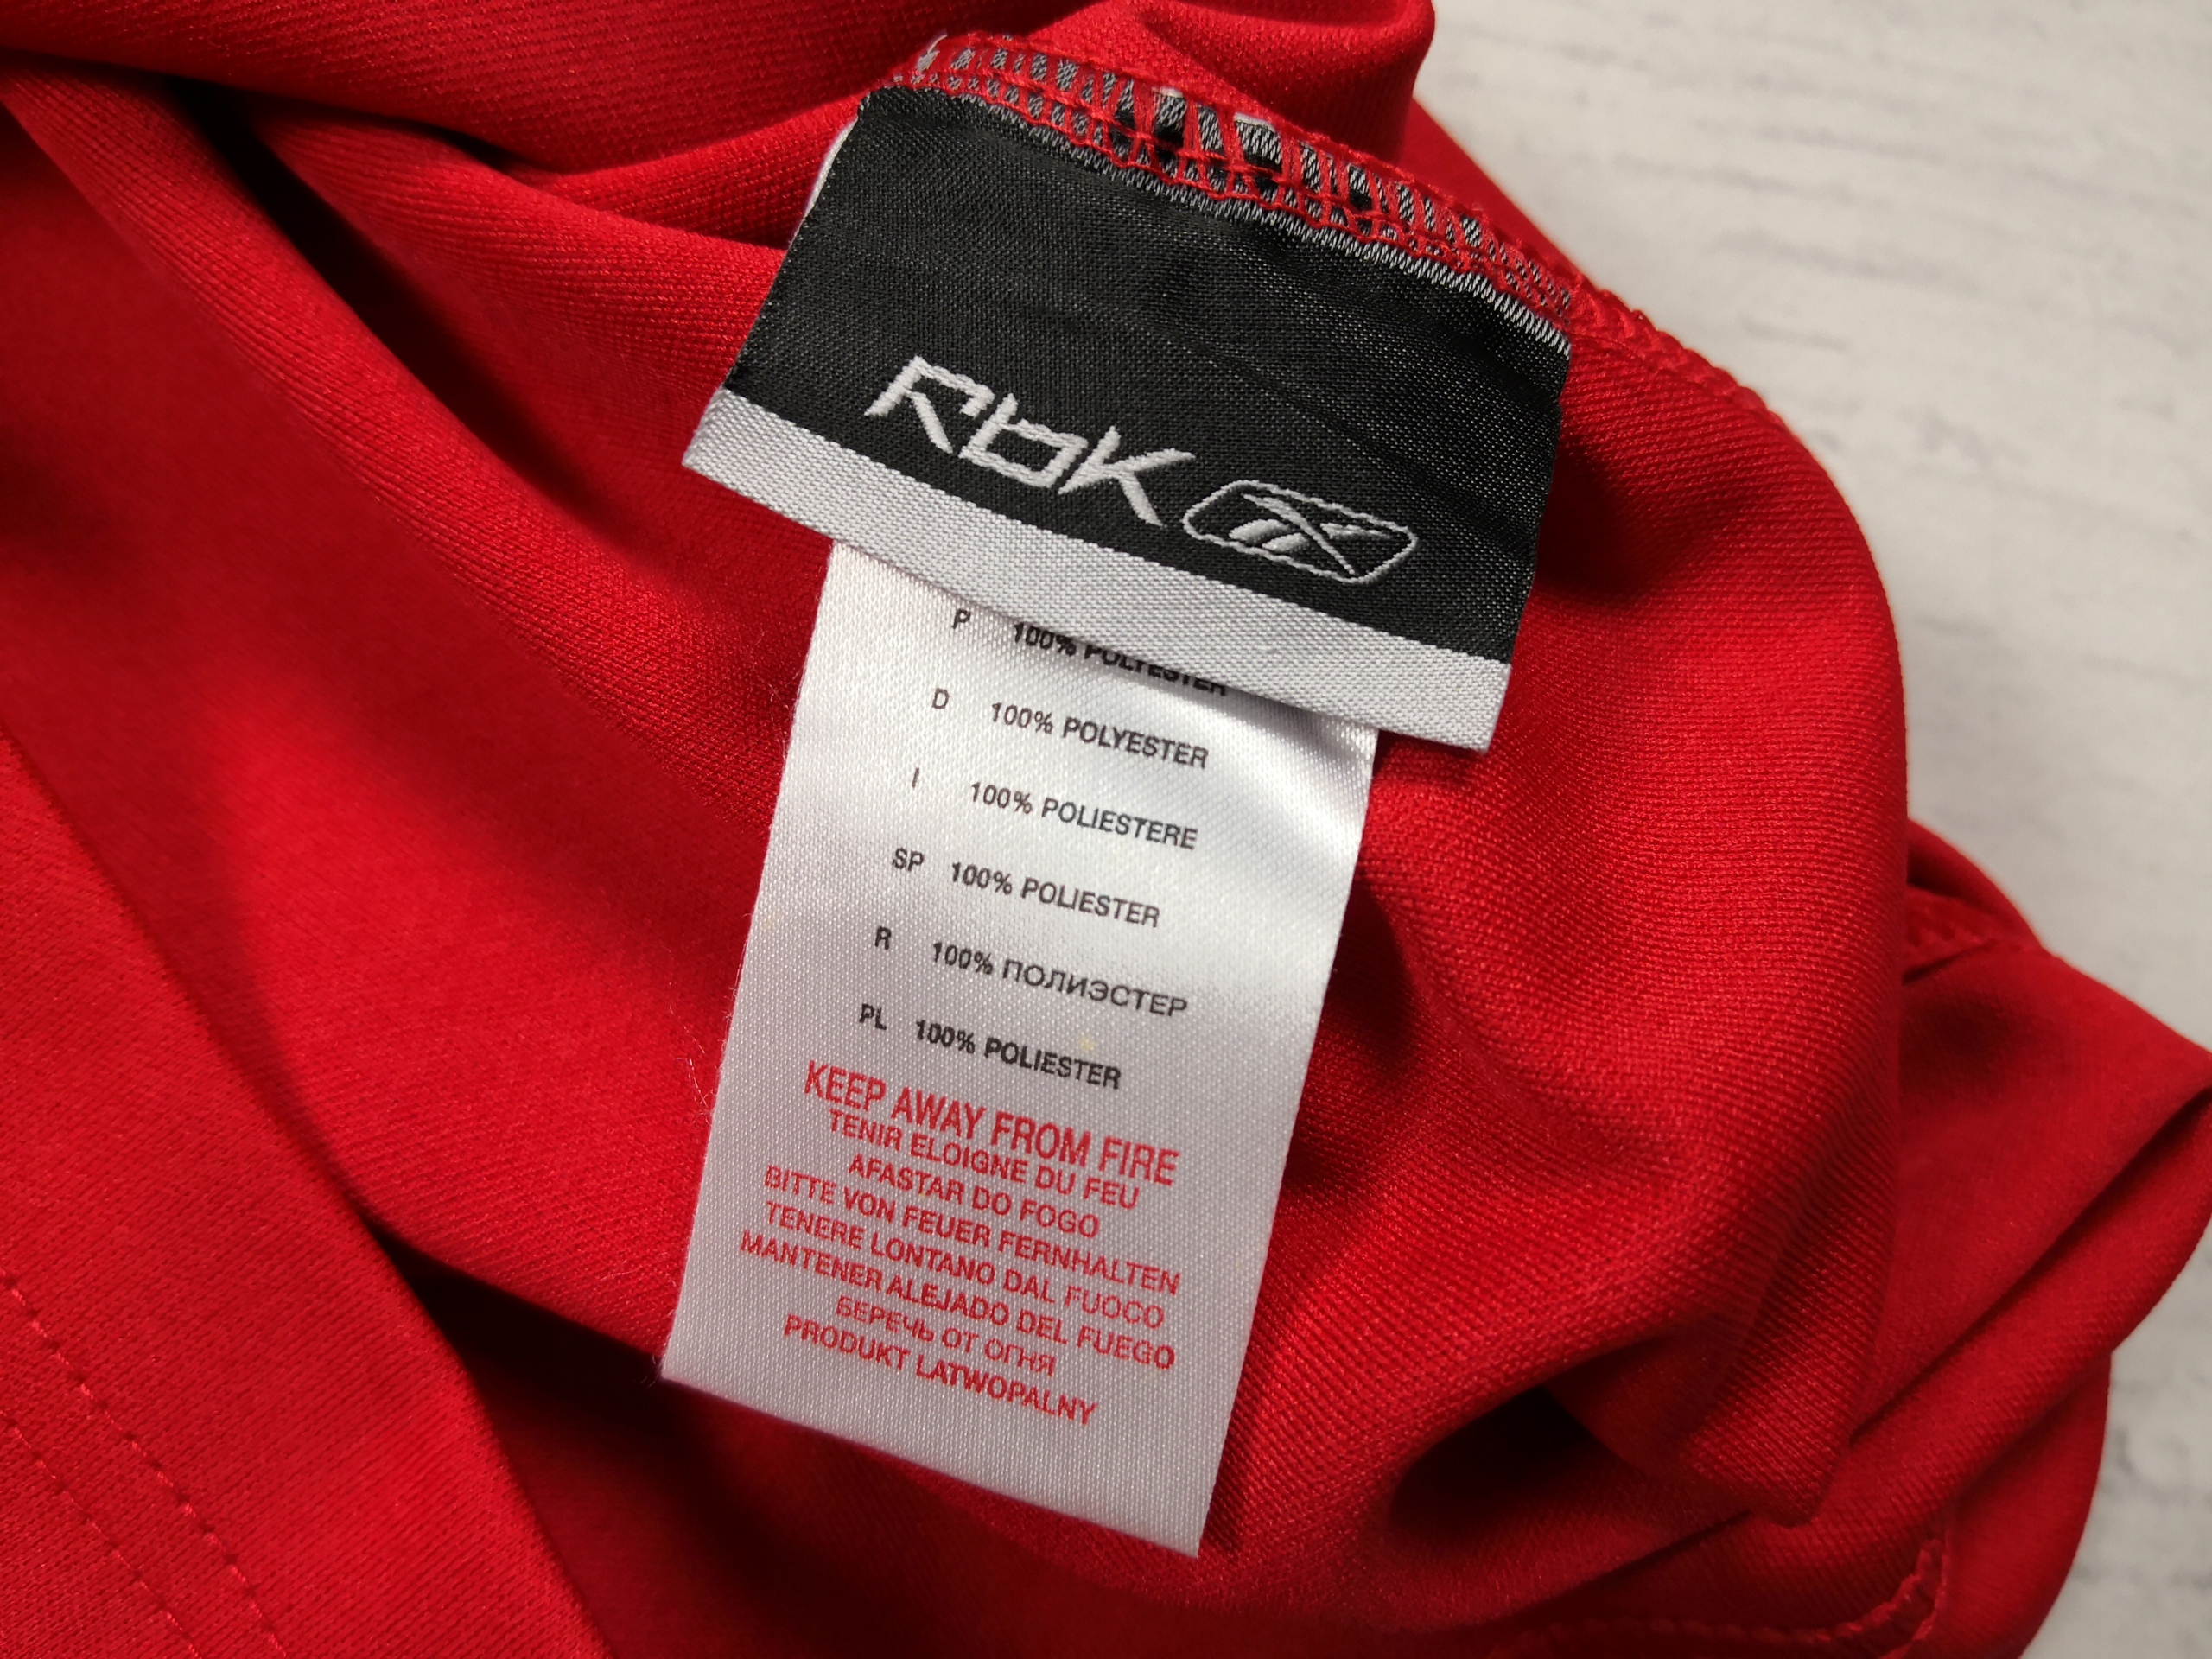 Rbk
P 100% POLYESTER
D 100% POLYESTER
I 100% POLIESTERE
SP 100% POLIESTER
R 100% ПОЛИЭСТЕР
PL 100% POLIESTER
KEEP AWAY FROM FIRE
TENIR ELOIGNE DU FEU
AFASTAR DO FOGO
BITTE VON FEUER FERNHALTEN
TENERE LONTANO DAL FUOCO
MANTENER ALEJADO DEL FUEGO
БЕРЕЧЬ ОТ ОГНЯ
PRODUKT LATWOPALNY